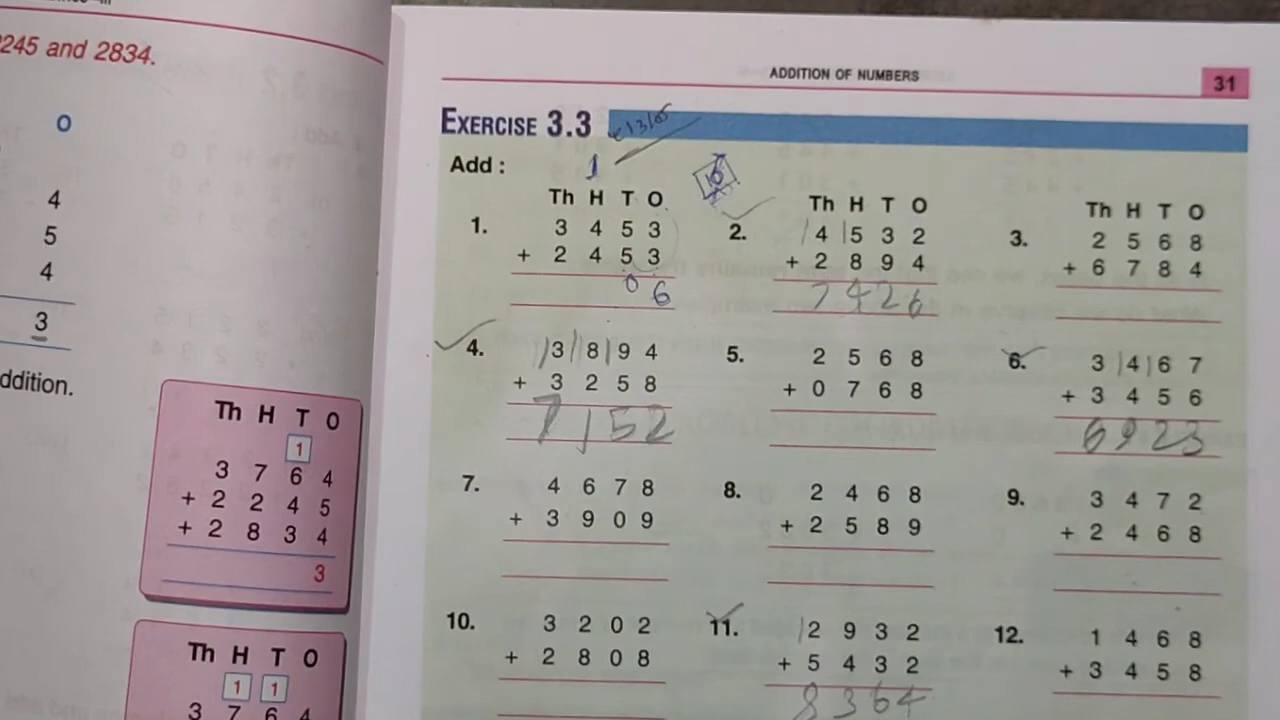 245 and 2834.
O
4
5
4
3
ddition.
Th H T O
1
3 7 6 4
+ 2 2 4 5
+ 2 8 3 4
3
Th H T O
1 1
3 7 6 4
ADDITION OF NUMBERS 31
EXERCISE 3.3
Add :
1
Th H T O
1. 3 4 5 3
+ 2 4 5 3
0 6
Th H T O
2. 4 5 3 2
+ 2 8 9 4
7 4 2 6
Th H T O
3. 2 5 6 8
+ 6 7 8 4
4. 3 8 9 4
+ 3 2 5 8
7 1 5 2
5. 2 5 6 8
+ 0 7 6 8
6. 3 4 6 7
+ 3 4 5 6
6 9 2 3
7. 4 6 7 8
+ 3 9 0 9
8. 2 4 6 8
+ 2 5 8 9
9. 3 4 7 2
+ 2 4 6 8
10. 3 2 0 2
+ 2 8 0 8
11. 2 9 3 2
+ 5 4 3 2
8 3 6 4
12. 1 4 6 8
+ 3 4 5 8